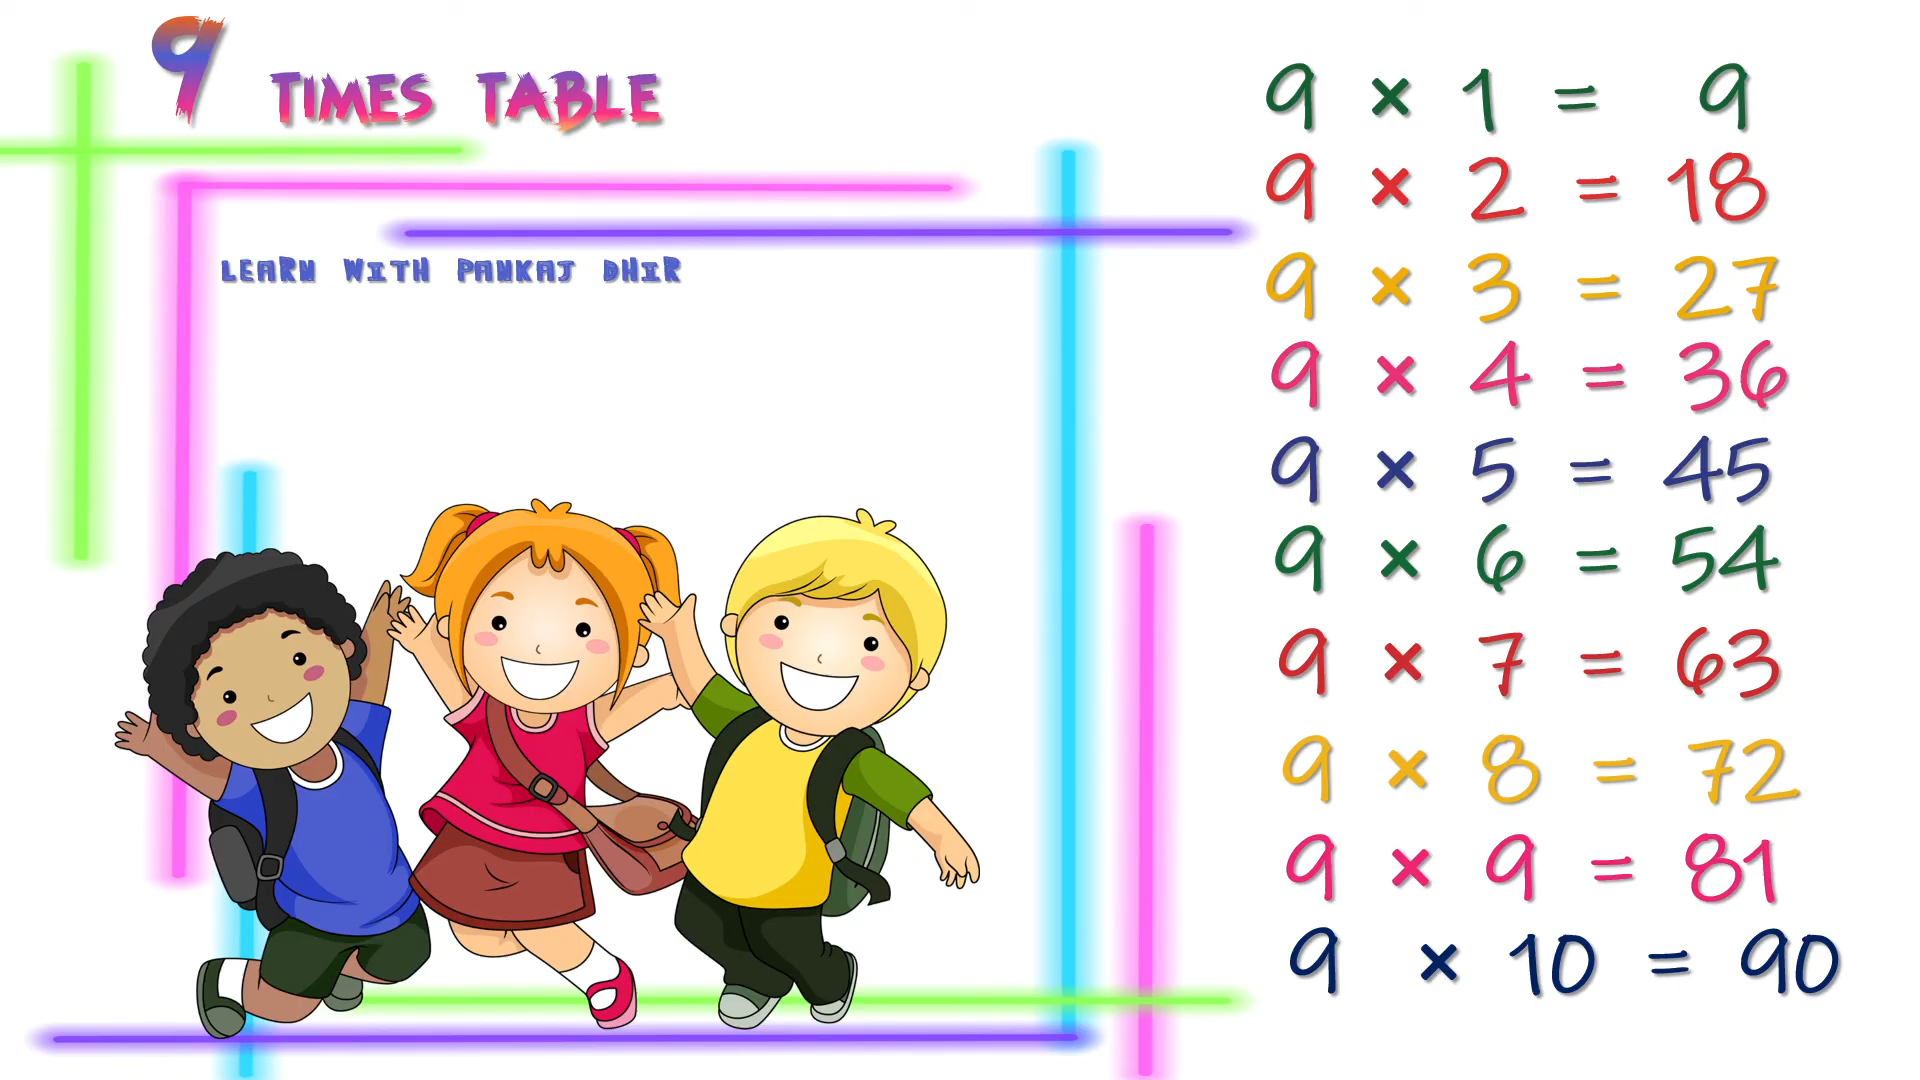 9 TIMES TABLE
LEARN WITH PANKAJ DHIR
9 × 1 = 9
9 × 2 = 18
9 × 3 = 27
9 × 4 = 36
9 × 5 = 45
9 × 6 = 54
9 × 7 = 63
9 × 8 = 72
9 × 9 = 81
9 × 10 = 90